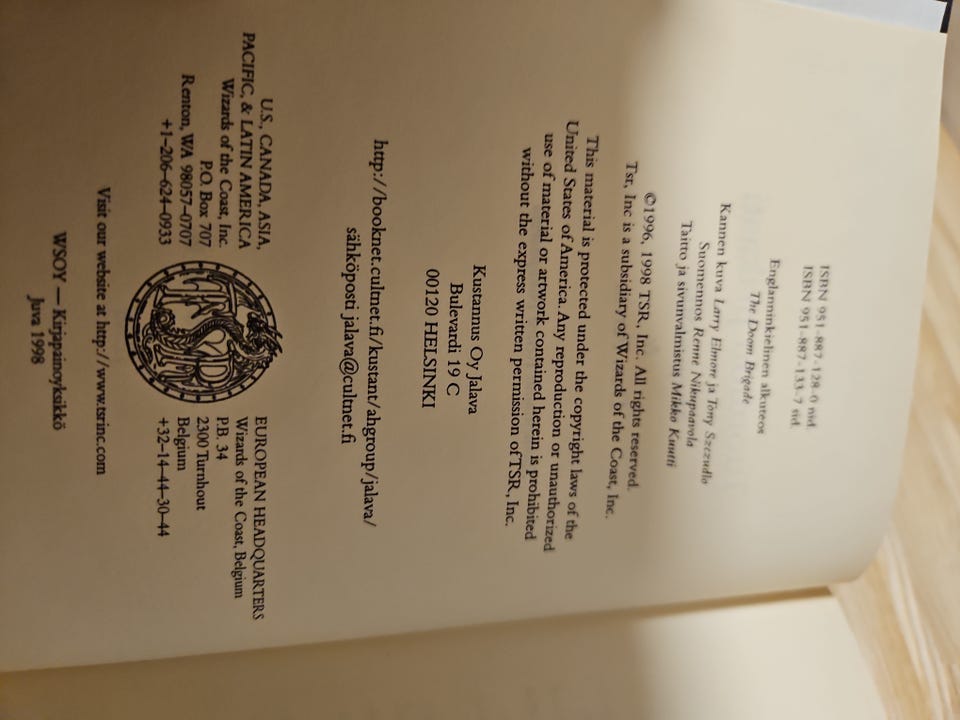 ISBN 951-887-128-0 nid.
ISBN 951-887-133-7 sid.
Englanninkielinen alkuteos
The Doom Brigade
Kannen kuva Larry Elmore ja Tony Szczudlo
Suomennos Renne Nikupaavola
Taitto ja sivunvalmistus Mikko Kuutti
©1996, 1998 TSR, Inc. All rights reserved.
Tsr, Inc is a subsidiary of Wizards of the Coast, Inc.
This material is protected under the copyright laws of the
United States of America. Any reproduction or unauthorized
use of material or artwork contained herein is prohibited
without the express written permission of TSR, Inc.
Kustannus Oy Jalava
Bulevardi 19 C
00120 HELSINKI
http://booknet.cultnet.fi/kustant/ahgroup/jalava/
sähköposti jalava@cultnet.fi
U.S., CANADA, ASIA,
PACIFIC, & LATIN AMERICA
Wizards of the Coast, Inc.
P.O. Box 707
Renton, WA 98057-0707
+1-206-624-0933
EUROPEAN HEADQUARTERS
Wizards of the Coast, Belgium
P.B. 34
2300 Turnhout
Belgium
+32-14-44-30-44
Visit our website at http://www.tsrinc.com
WSOY — Kirjapainoyksikkö
Juva 1998